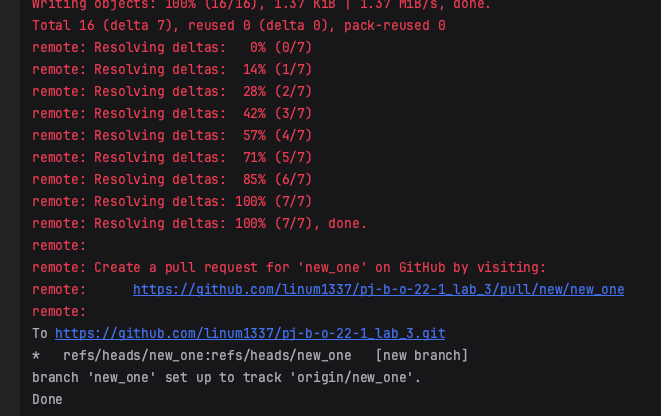 Writing objects: 100% (16/16), 1.37 KiB | 1.37 MiB/s, done.
Total 16 (delta 7), reused 0 (delta 0), pack-reused 0
remote: Resolving deltas:   0% (0/7)
remote: Resolving deltas:  14% (1/7)
remote: Resolving deltas:  28% (2/7)
remote: Resolving deltas:  42% (3/7)
remote: Resolving deltas:  57% (4/7)
remote: Resolving deltas:  71% (5/7)
remote: Resolving deltas:  85% (6/7)
remote: Resolving deltas: 100% (7/7)
remote: Resolving deltas: 100% (7/7), done.
remote:
remote: Create a pull request for 'new_one' on GitHub by visiting:
remote:      https://github.com/linum1337/pj-b-o-22-1_lab_3/pull/new/new_one
remote:
To https://github.com/linum1337/pj-b-o-22-1_lab_3.git
*   refs/heads/new_one:refs/heads/new_one   [new branch]
branch 'new_one' set up to track 'origin/new_one'.
Done